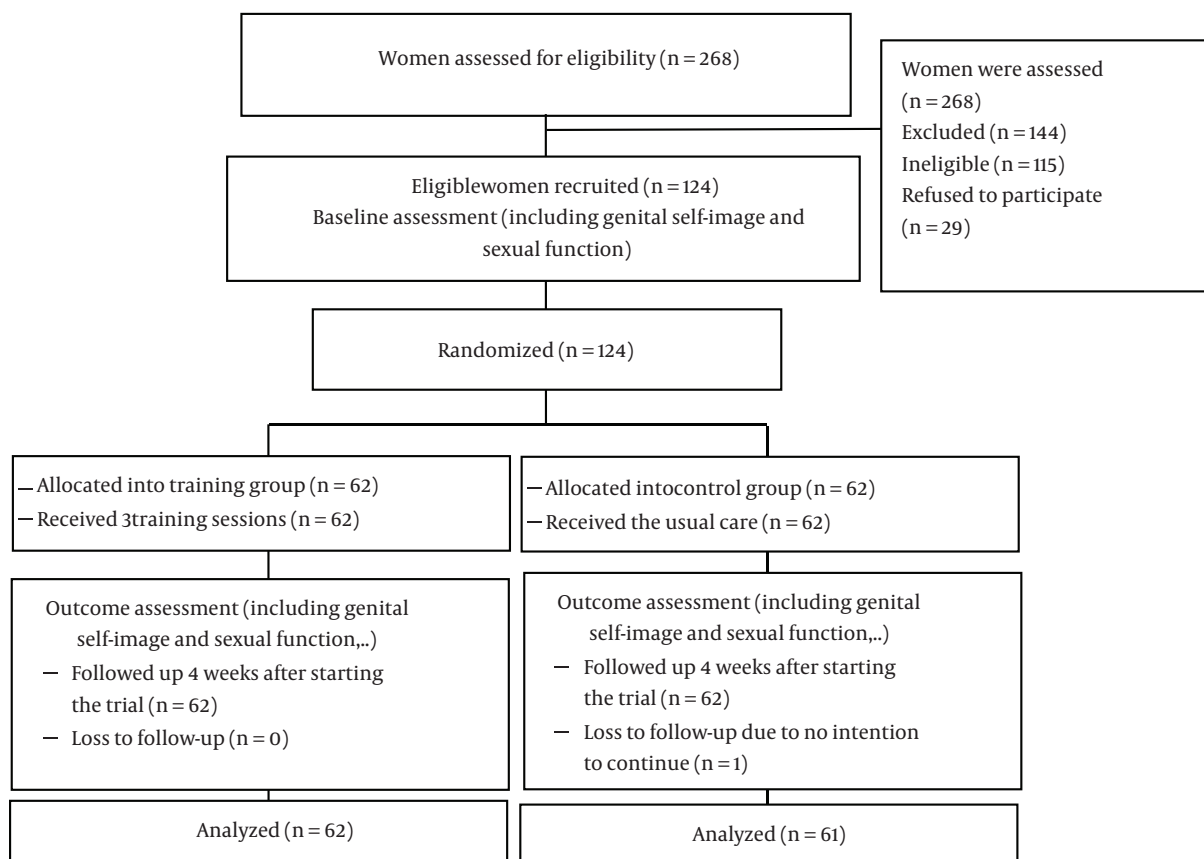 Women assessed for eligibility (n = 268)
Women were assessed
(n = 268)
Excluded (n = 144)
Ineligible (n = 115)
Refused to participate
(n = 29)
Eligiblewomen recruited (n = 124)
Baseline assessment (including genital self-image and
sexual function)
Randomized (n = 124)
— Allocated into training group (n = 62)
— Received 3training sessions (n = 62)
— Allocated intocontrol group (n = 62)
— Received the usual care (n = 62)
Outcome assessment (including genital
self-image and sexual function,..)
— Followed up 4 weeks after starting
the trial (n = 62)
— Loss to follow-up (n = 0)
Outcome assessment (including genital
self-image and sexual function,..)
— Followed up 4 weeks after starting
the trial (n = 62)
— Loss to follow-up due to no intention
to continue (n = 1)
Analyzed (n = 62)
Analyzed (n = 61)